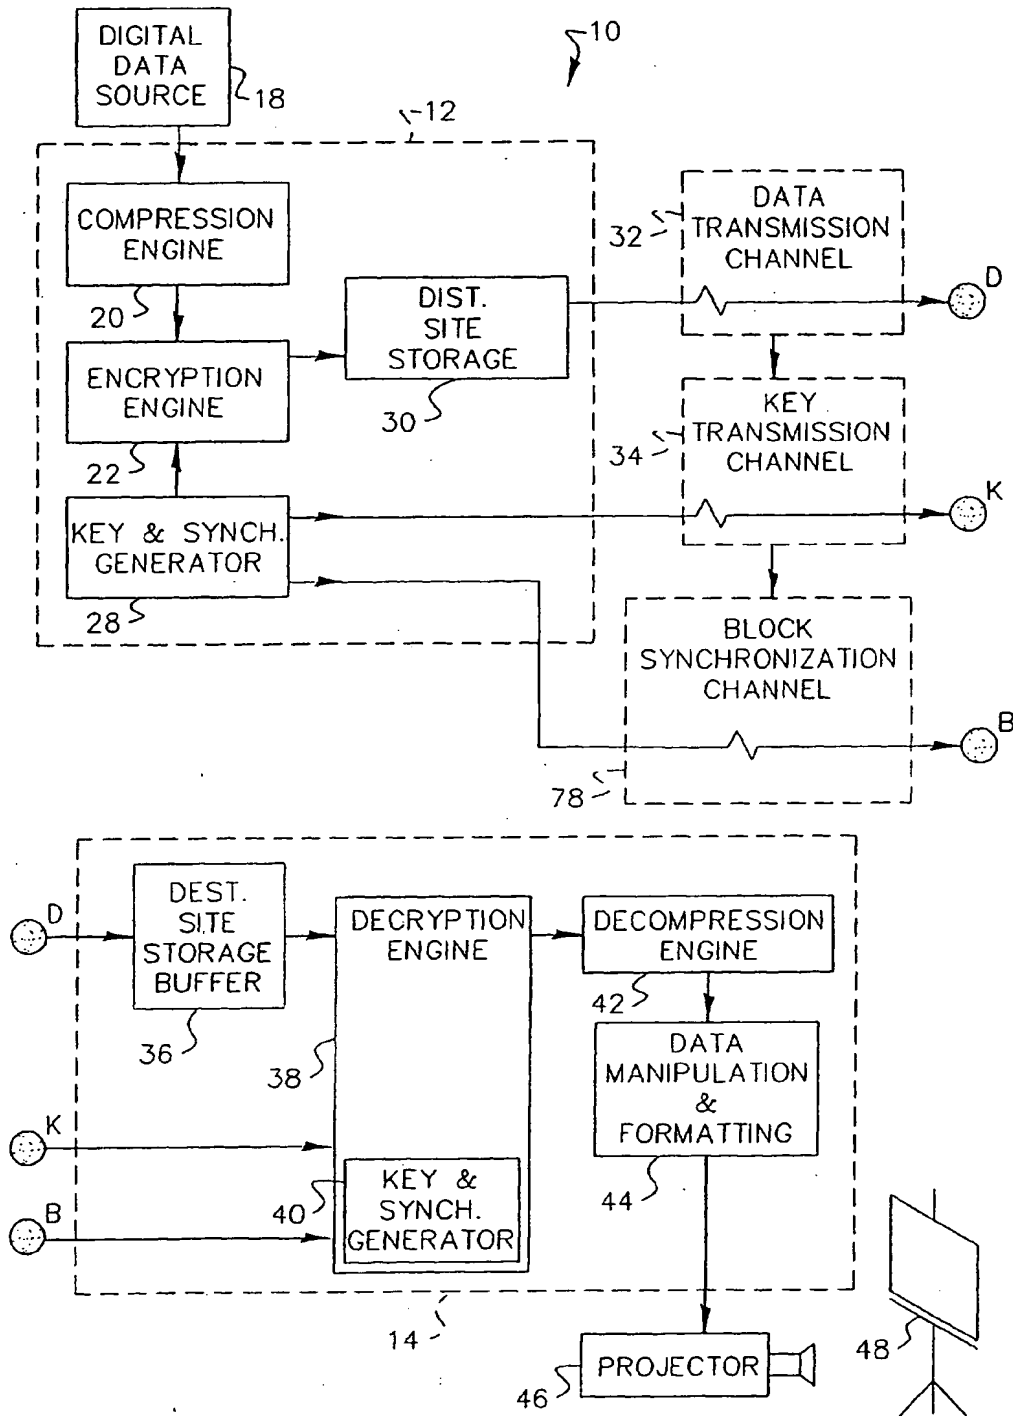 DIGITAL
DATA
SOURCE
18
10
12
COMPRESSION
ENGINE
20
ENCRYPTION
ENGINE
22
KEY & SYNCH.
GENERATOR
28
DIST.
SITE
STORAGE
30
DATA
TRANSMISSION
CHANNEL
32
D
KEY
TRANSMISSION
CHANNEL
34
K
BLOCK
SYNCHRONIZATION
CHANNEL
78
B
D
DEST.
SITE
STORAGE
BUFFER
36
DECRYPTION
ENGINE
38
K
B
40
KEY &
SYNCH.
GENERATOR
DECOMPRESSION
ENGINE
42
DATA
MANIPULATION
&
FORMATTING
44
14
PROJECTOR
46
48